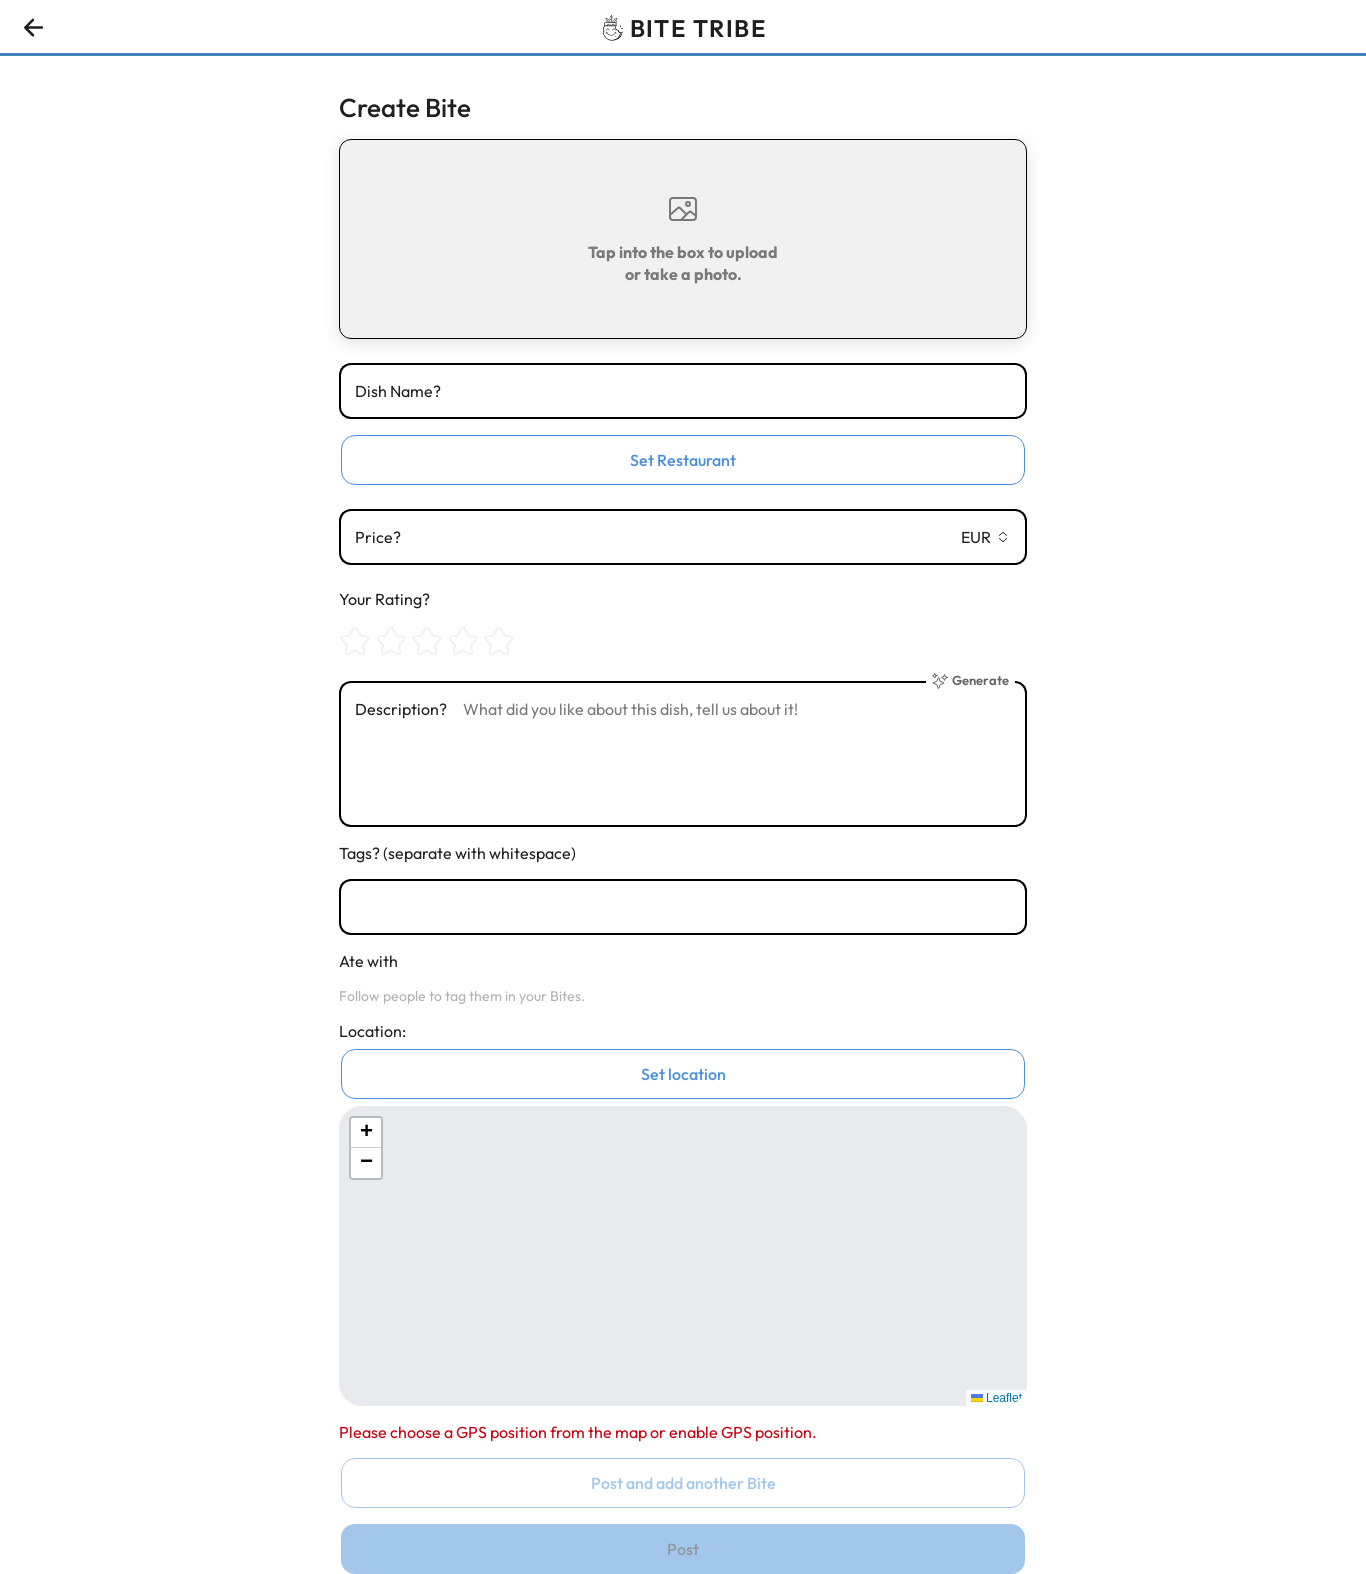 BITE TRIBE
Create Bite
Tap into the box to upload
or take a photo.
Dish Name?
Set Restaurant
Price?
EUR
Your Rating?
Generate
Description?
What did you like about this dish, tell us about it!
Tags? (separate with whitespace)
Ate with
Follow people to tag them in your Bites.
Location:
Set location
+
−
Leaflet
Please choose a GPS position from the map or enable GPS position.
Post and add another Bite
Post